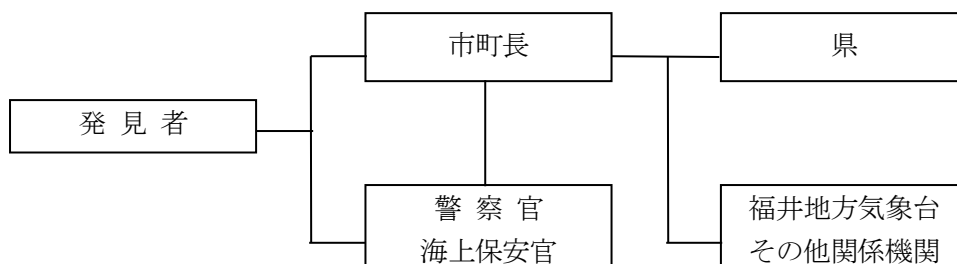 市町長
県
発 見 者
警 察 官
海上保安官
福井地方気象台
その他関係機関